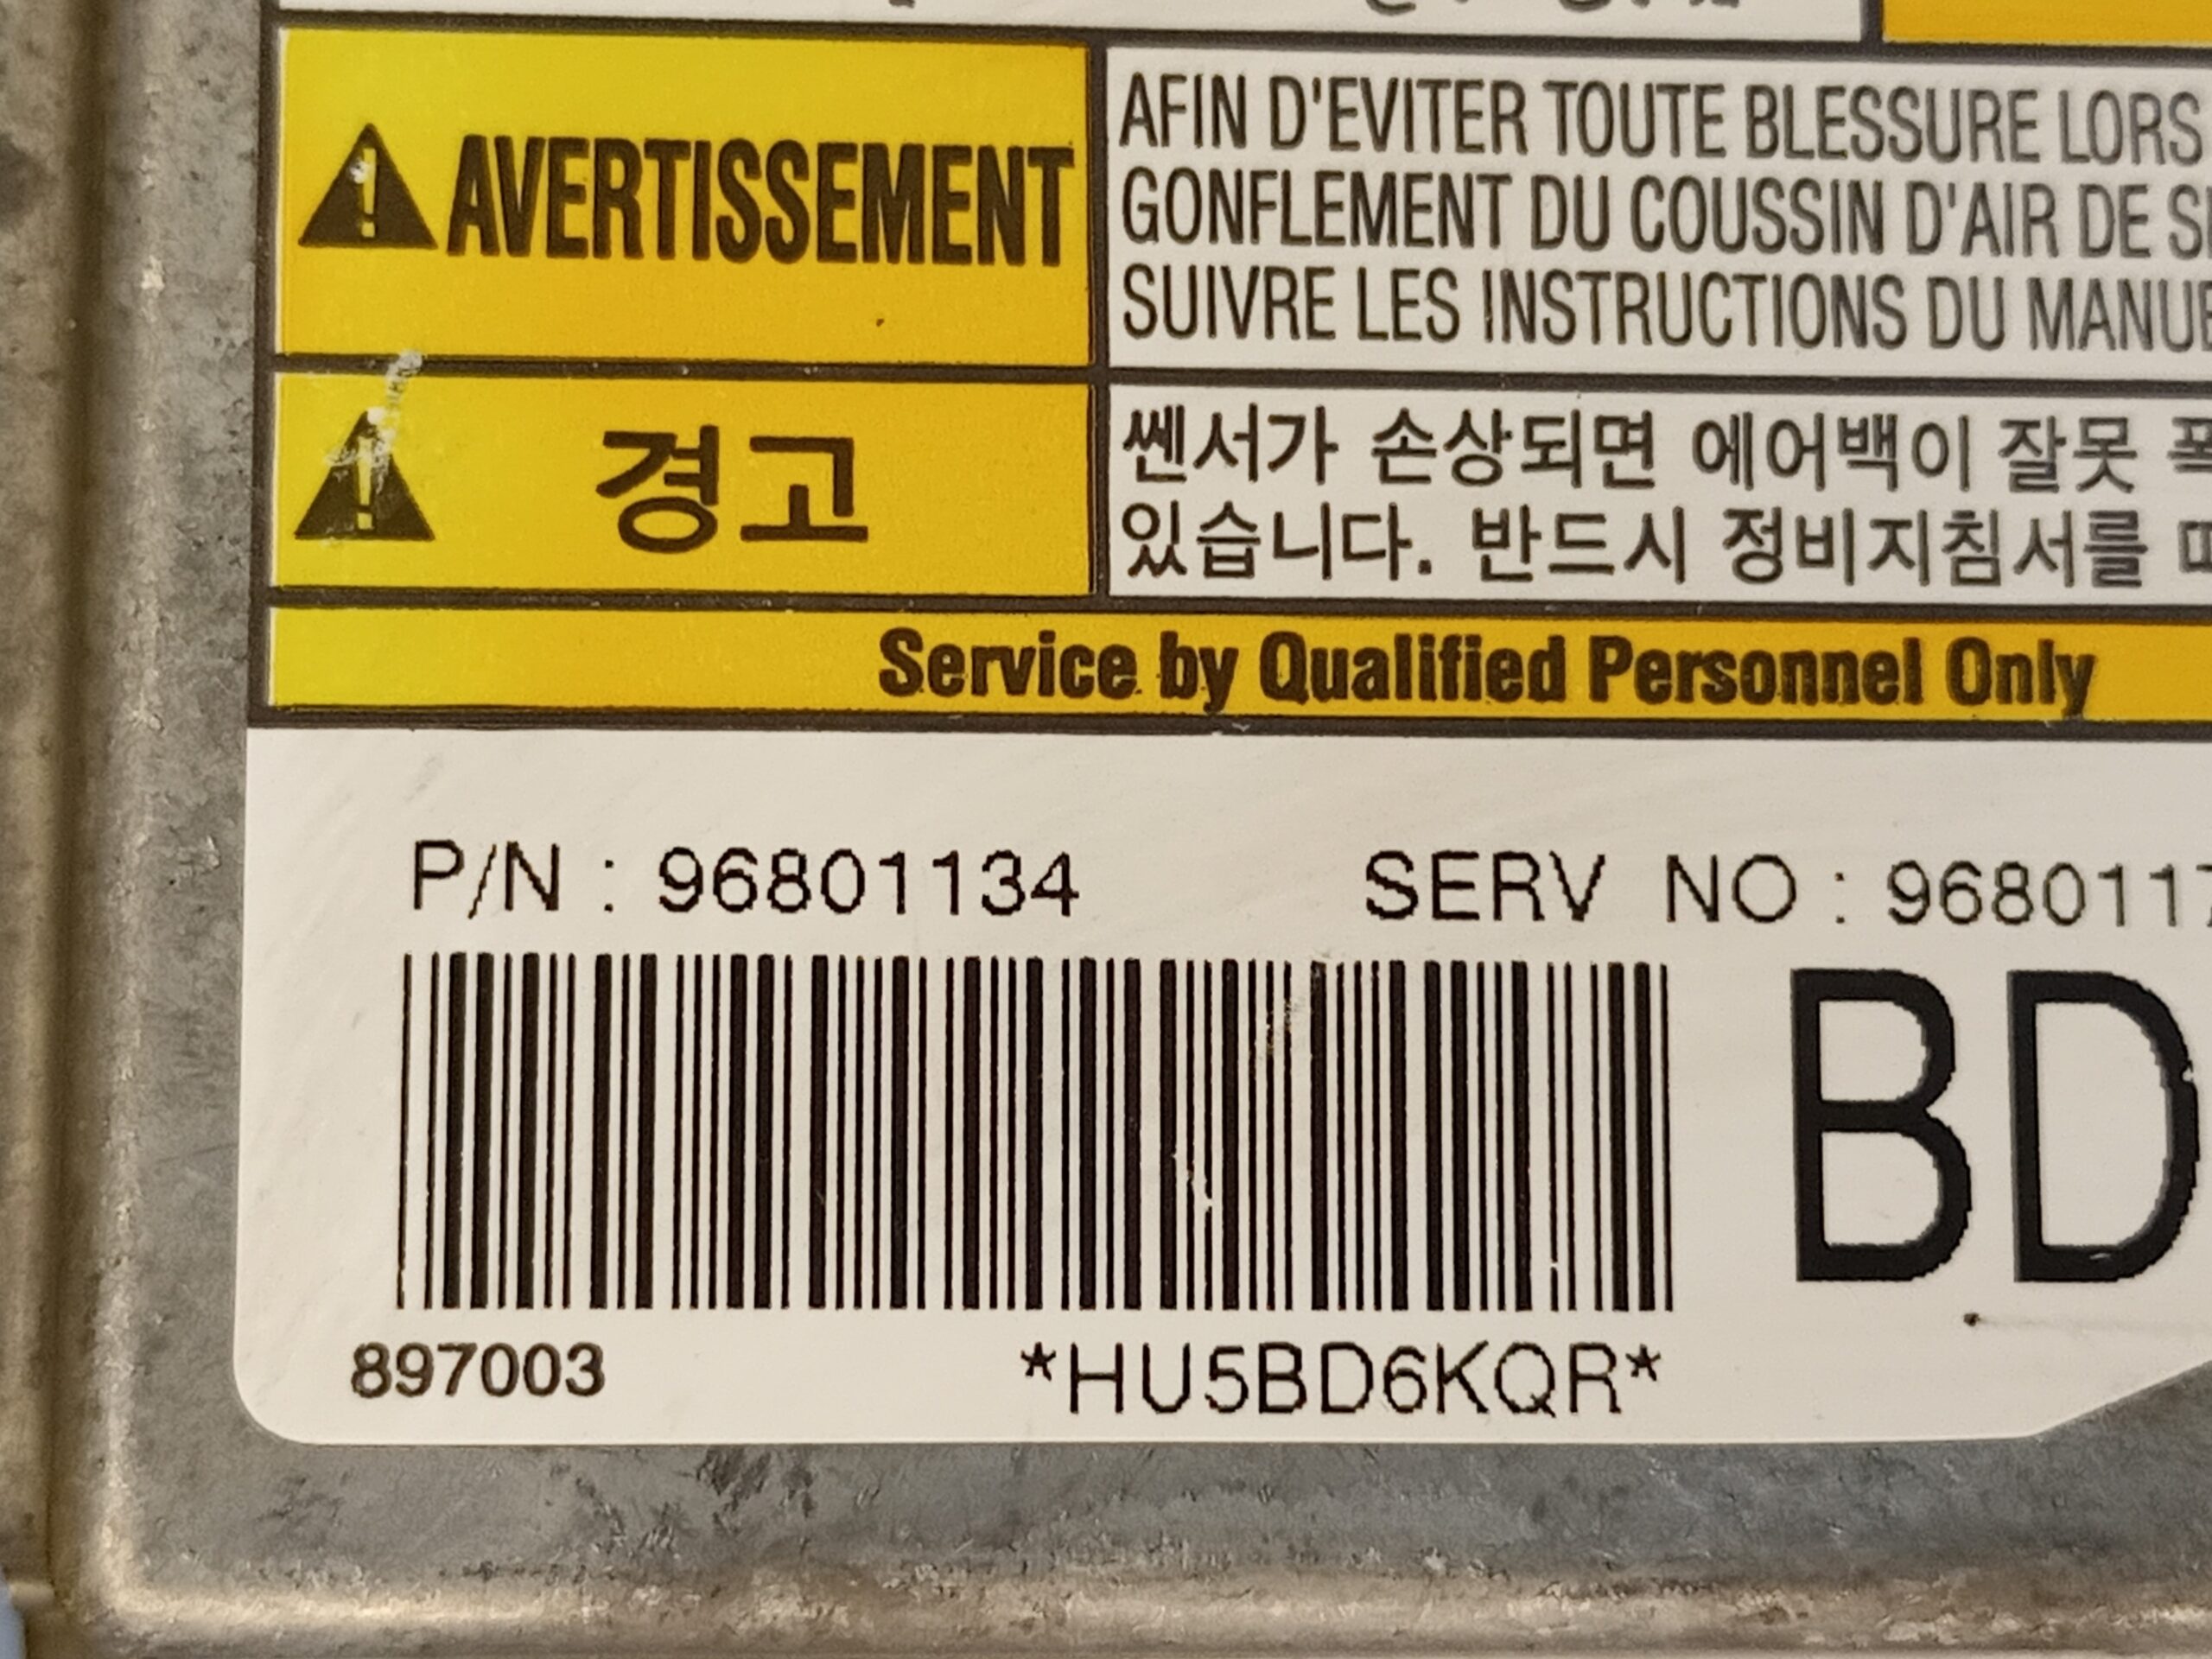 AVERTISSEMENT
AFIN D'EVITER TOUTE BLESSURE LORS
GONFLEMENT DU COUSSIN D'AIR DE
SUIVRE LES INSTRUCTIONS DU
경고
쎈서가 손상되면 에어백이 잘못
있습니다. 반드시 정비지침서를
Service by Qualified Personnel Only
P/N : 96801134 SERV NO : 9680117
BD
897003 *HU5BD6KQR*